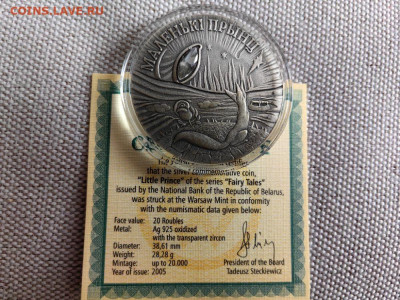 COINS.LAVE.RU
МАЛЕНЬКІ ПРЫНЦ
that the silver commemorative coin,
"Little Prince" of the series "Fairy Tales"
issued by the National Bank of the Republic of Belarus,
was struck at the Warsaw Mint in conformity
with the numismatic data given below:
Face value: 20 Roubles
Metal: Ag 925 oxidized
with the transparent zircon
Diameter: 38,61 mm
Weight: 28,28 g
Mintage: up to 20.000
Year of issue: 2005
President of the Board
Tadeusz Steckiewicz